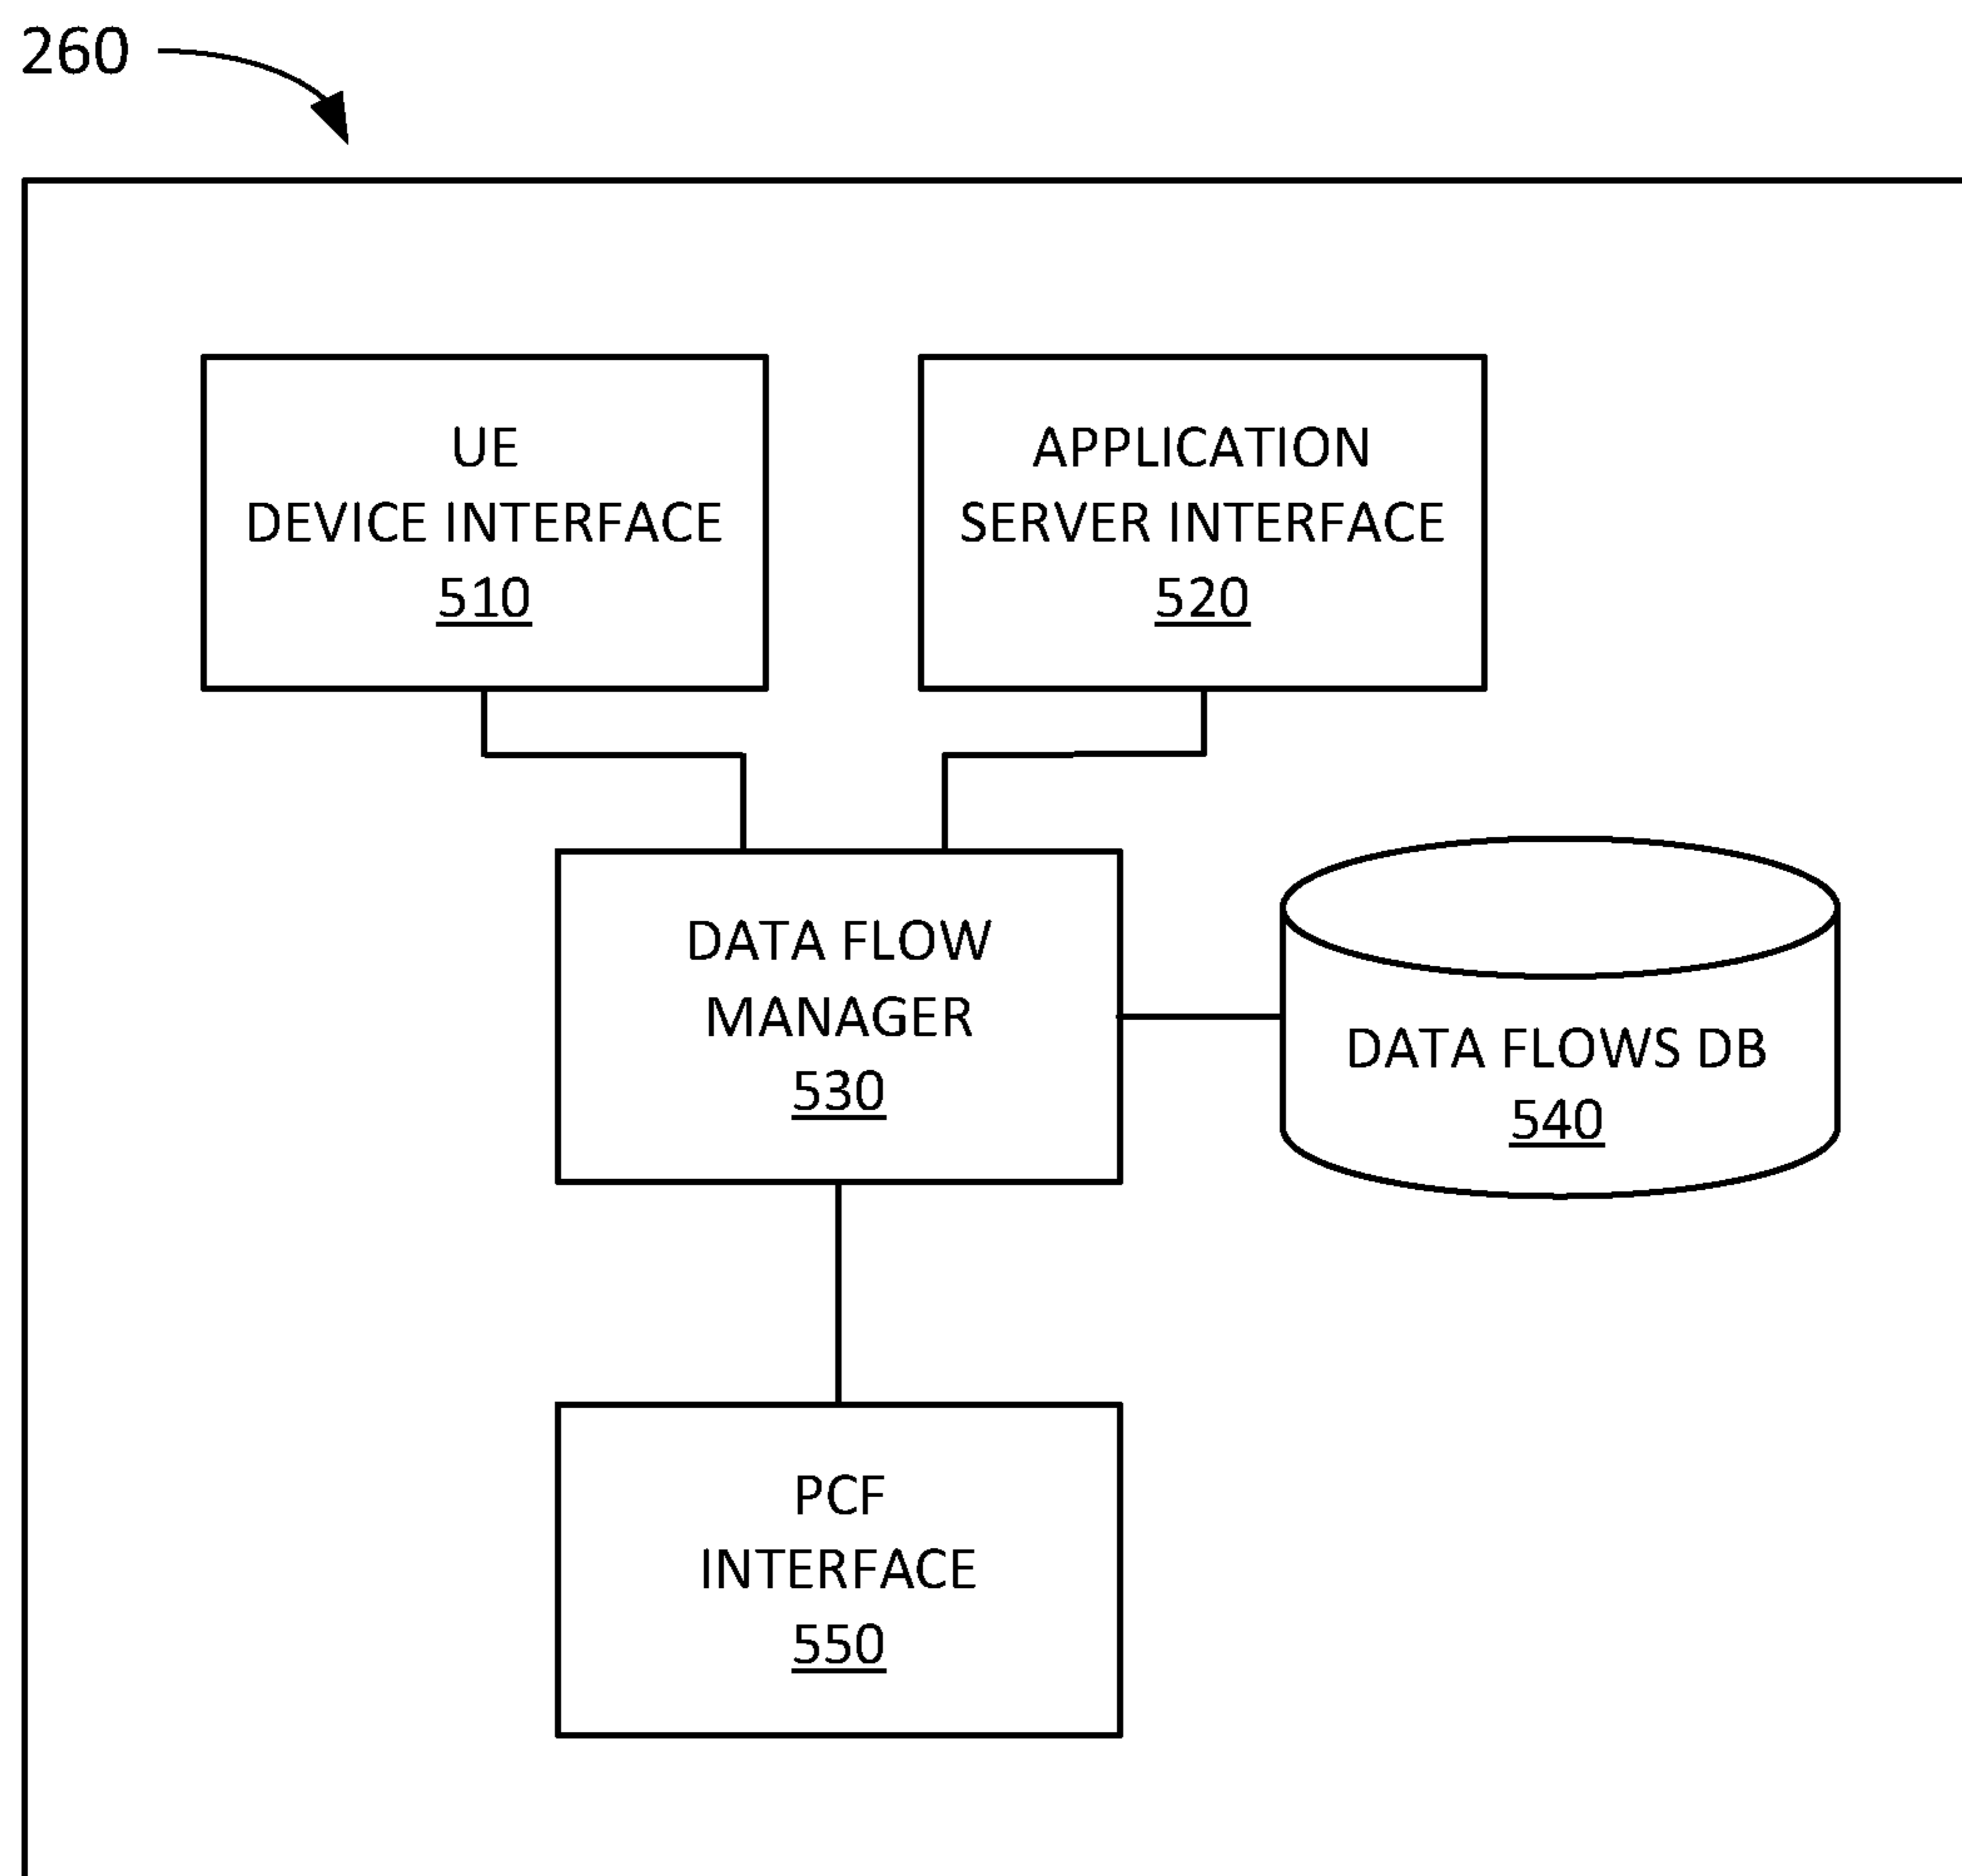 260
UE
DEVICE INTERFACE
510
APPLICATION
SERVER INTERFACE
520
DATA FLOW
MANAGER
530
DATA FLOWS DB
540
PCF
INTERFACE
550